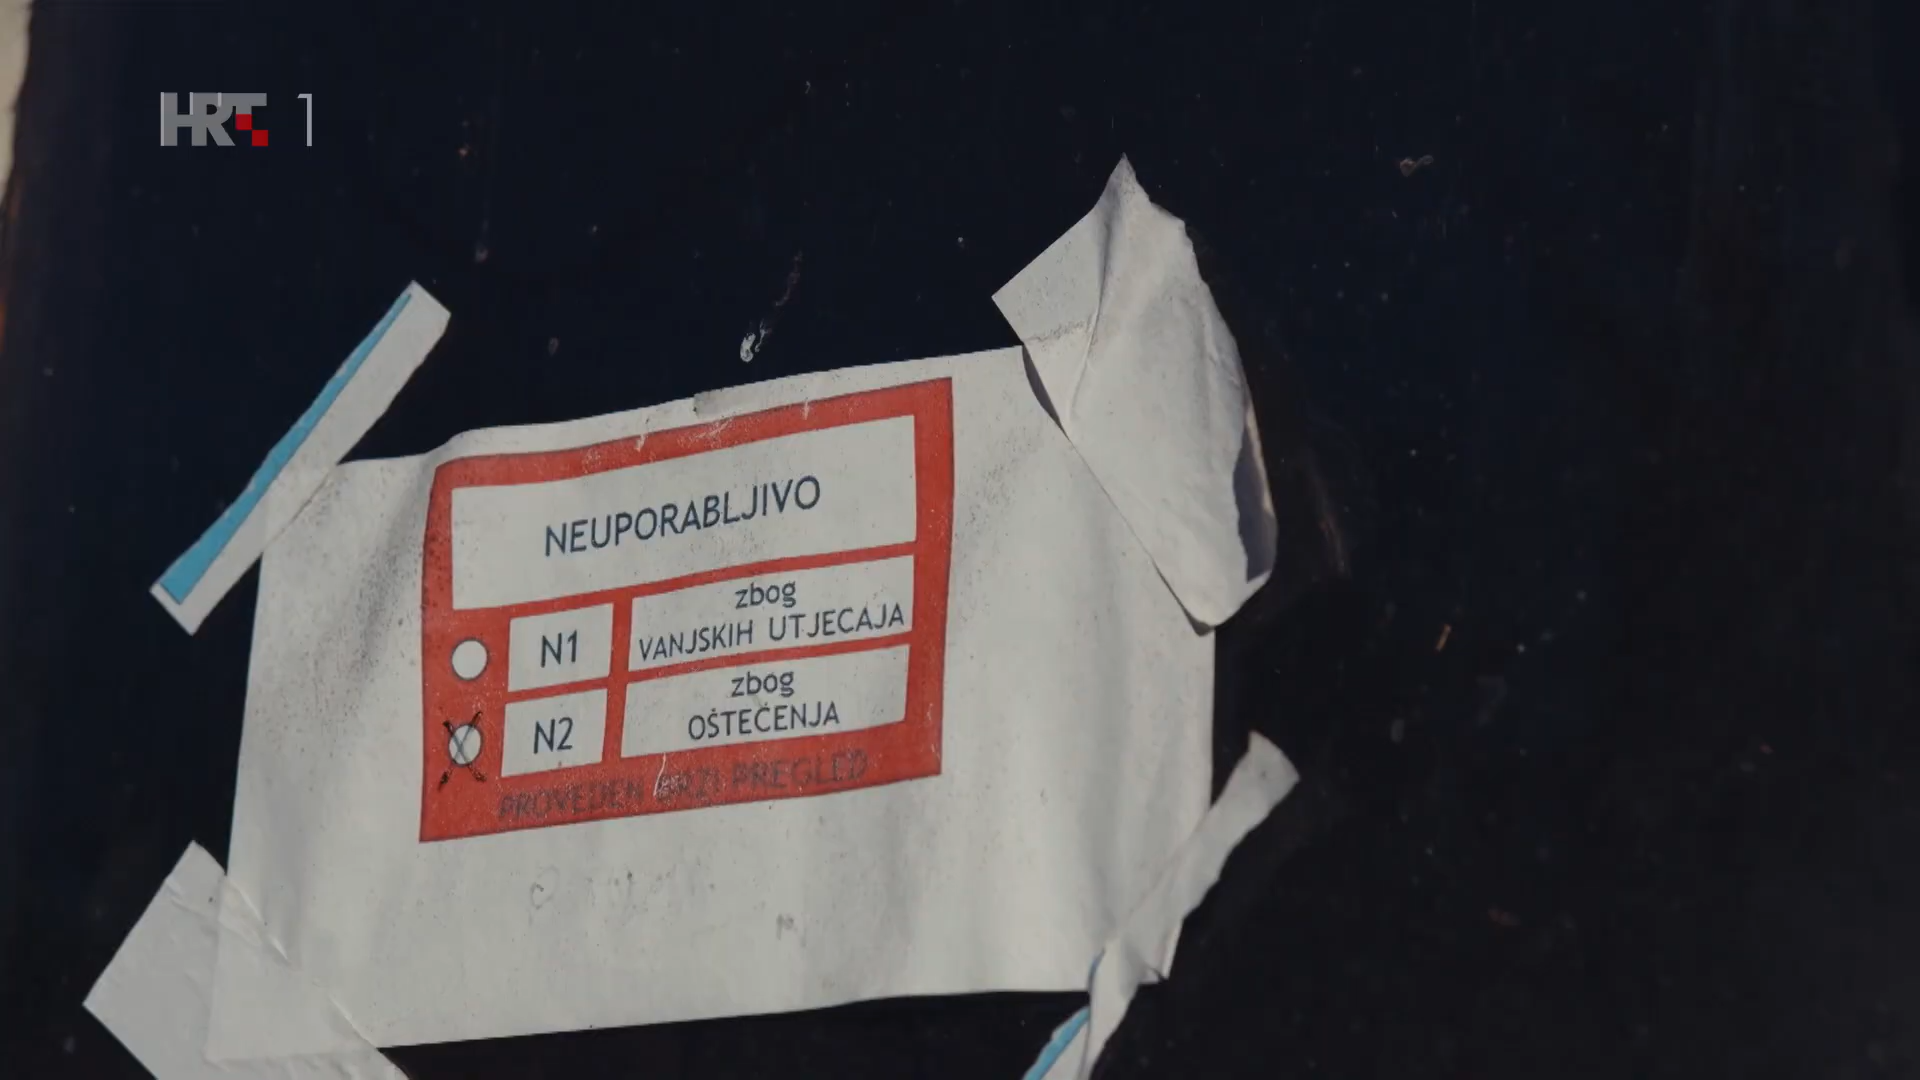 HRT 1
NEUPORABLJIVO
N1
zbog
VANJSKIH UTJECAJA
N2
zbog
OŠTEĆENJA
PROVEDEN BRZI PREGLED